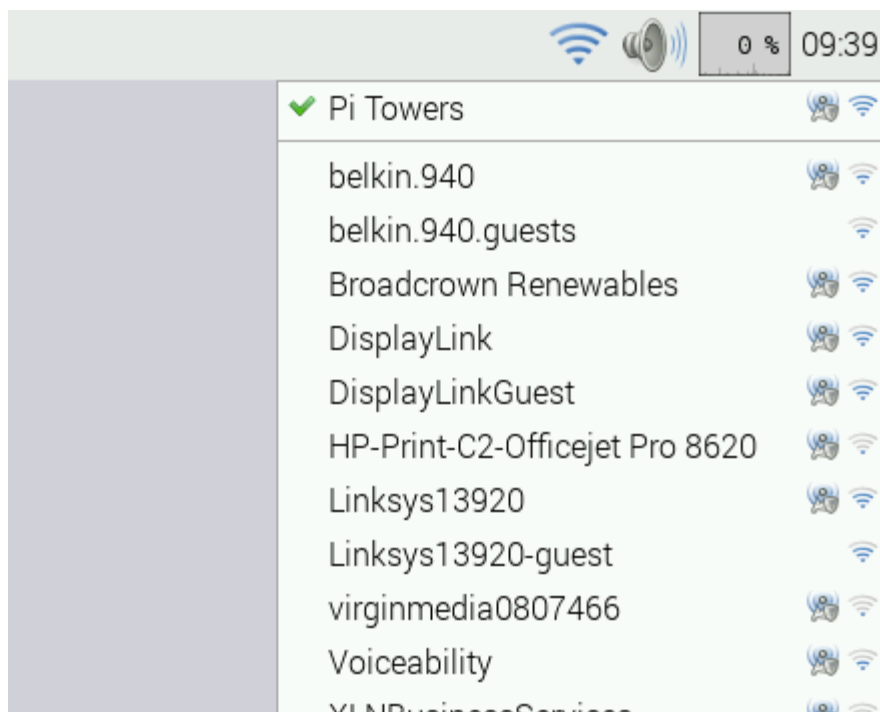 0 % 09:39
Pi Towers
belkin.940
belkin.940.guests
Broadcrown Renewables
DisplayLink
DisplayLinkGuest
HP-Print-C2-Officejet Pro 8620
Linksys13920
Linksys13920-guest
virginmedia0807466
Voiceability
XLNBusinessServices